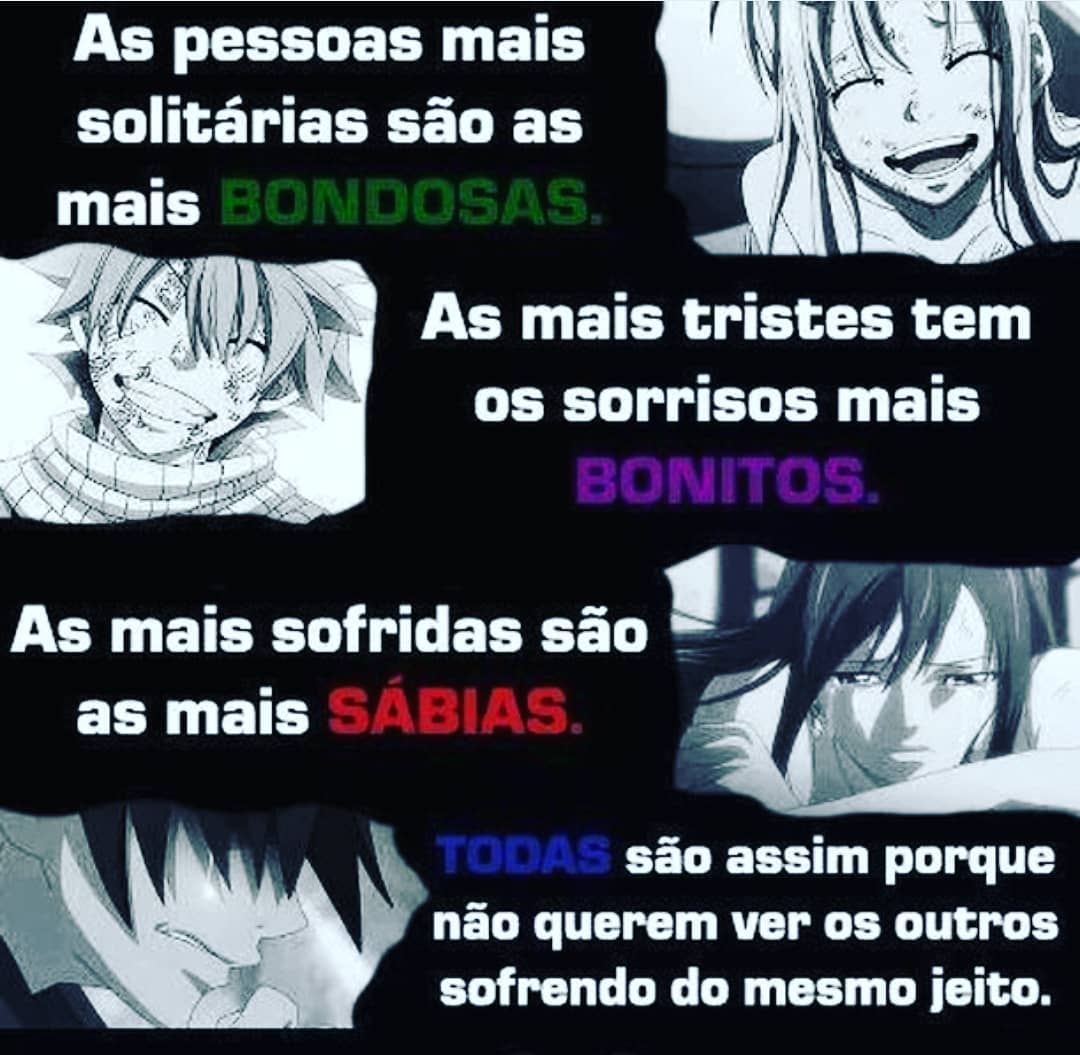 As pessoas mais
solitárias são as
mais BONDOSAS.
As mais tristes tem
os sorrisos mais
BONITOS.
As mais sofridas são
as mais SÁBIAS.
TODAS são assim porque
não querem ver os outros
sofrendo do mesmo jeito.